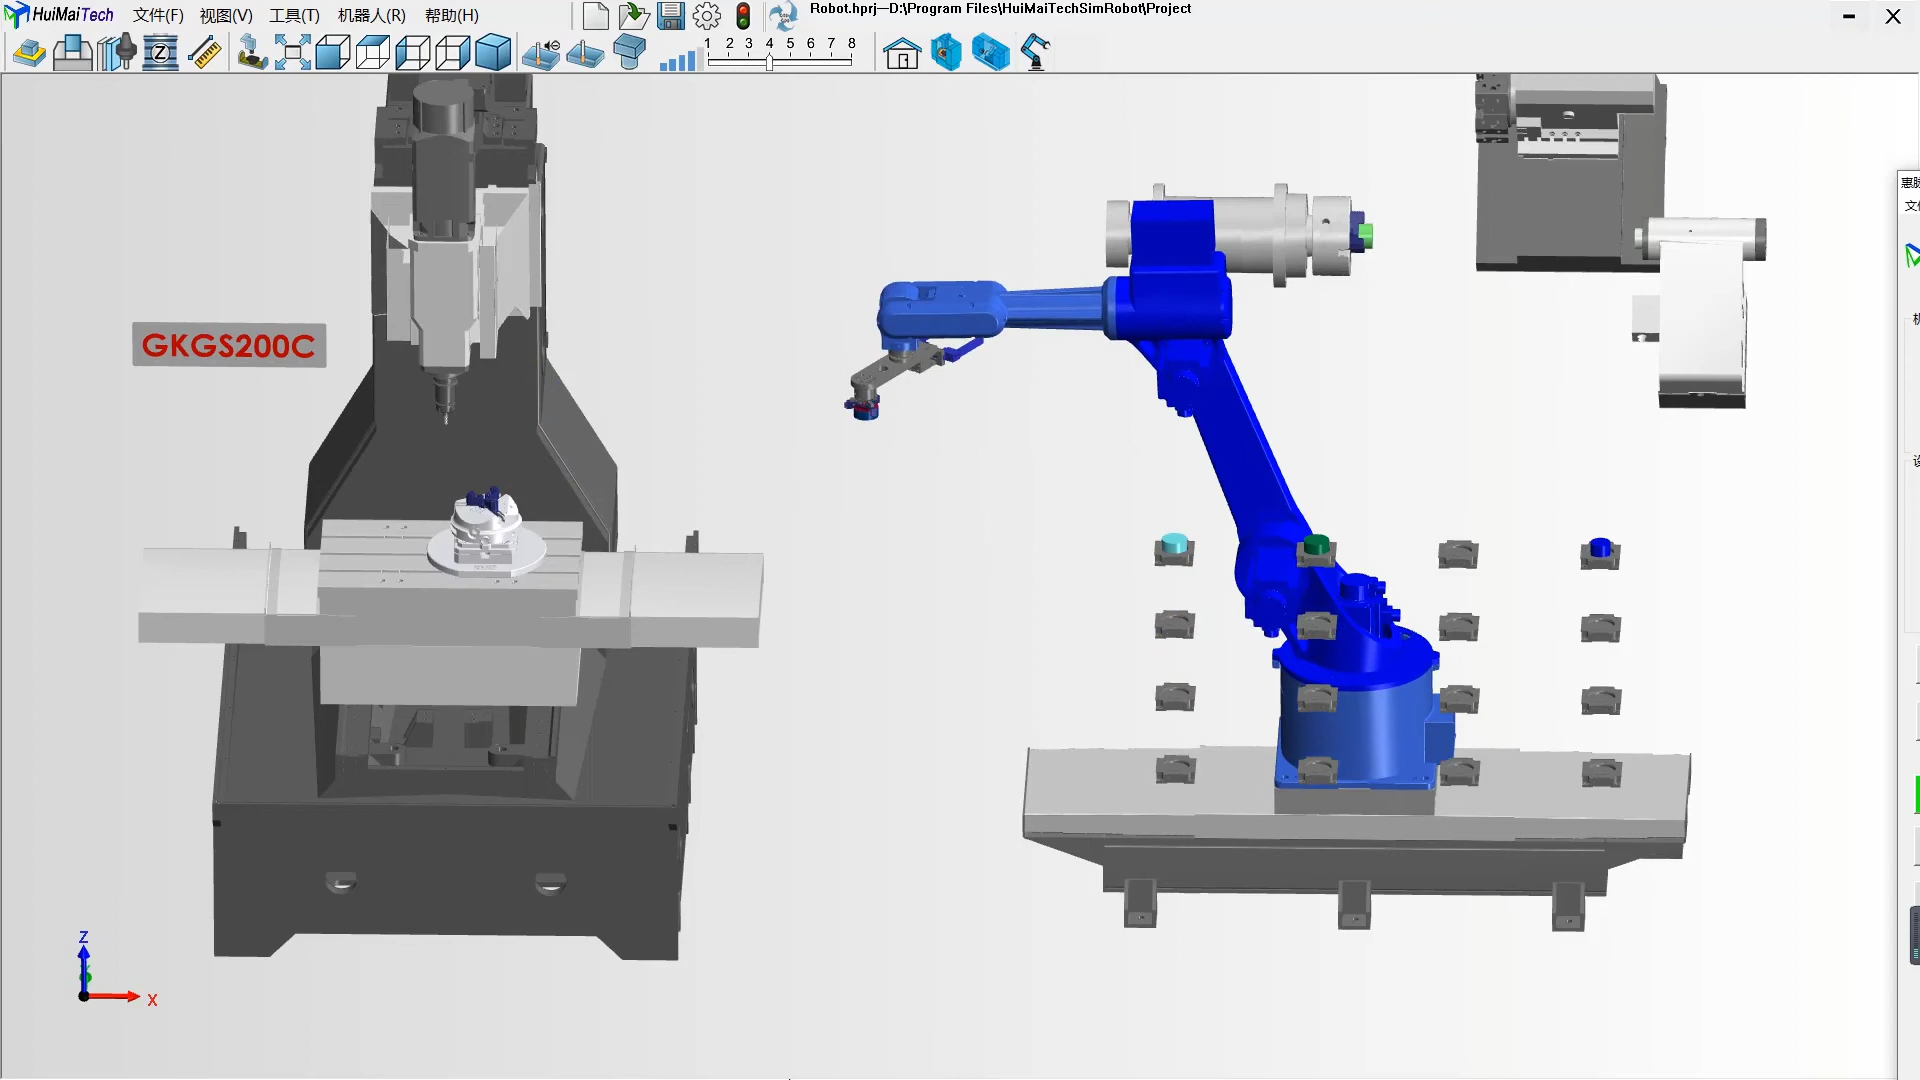 HuiMaiTech 文件(F) 视图(V) 工具(T) 机器人(R) 帮助(H) Robot.hprj—D:\Program Files\HuiMaiTechSimRobot\Project
1 2 3 4 5 6 7 8
Z
GKGS200C
Z
X